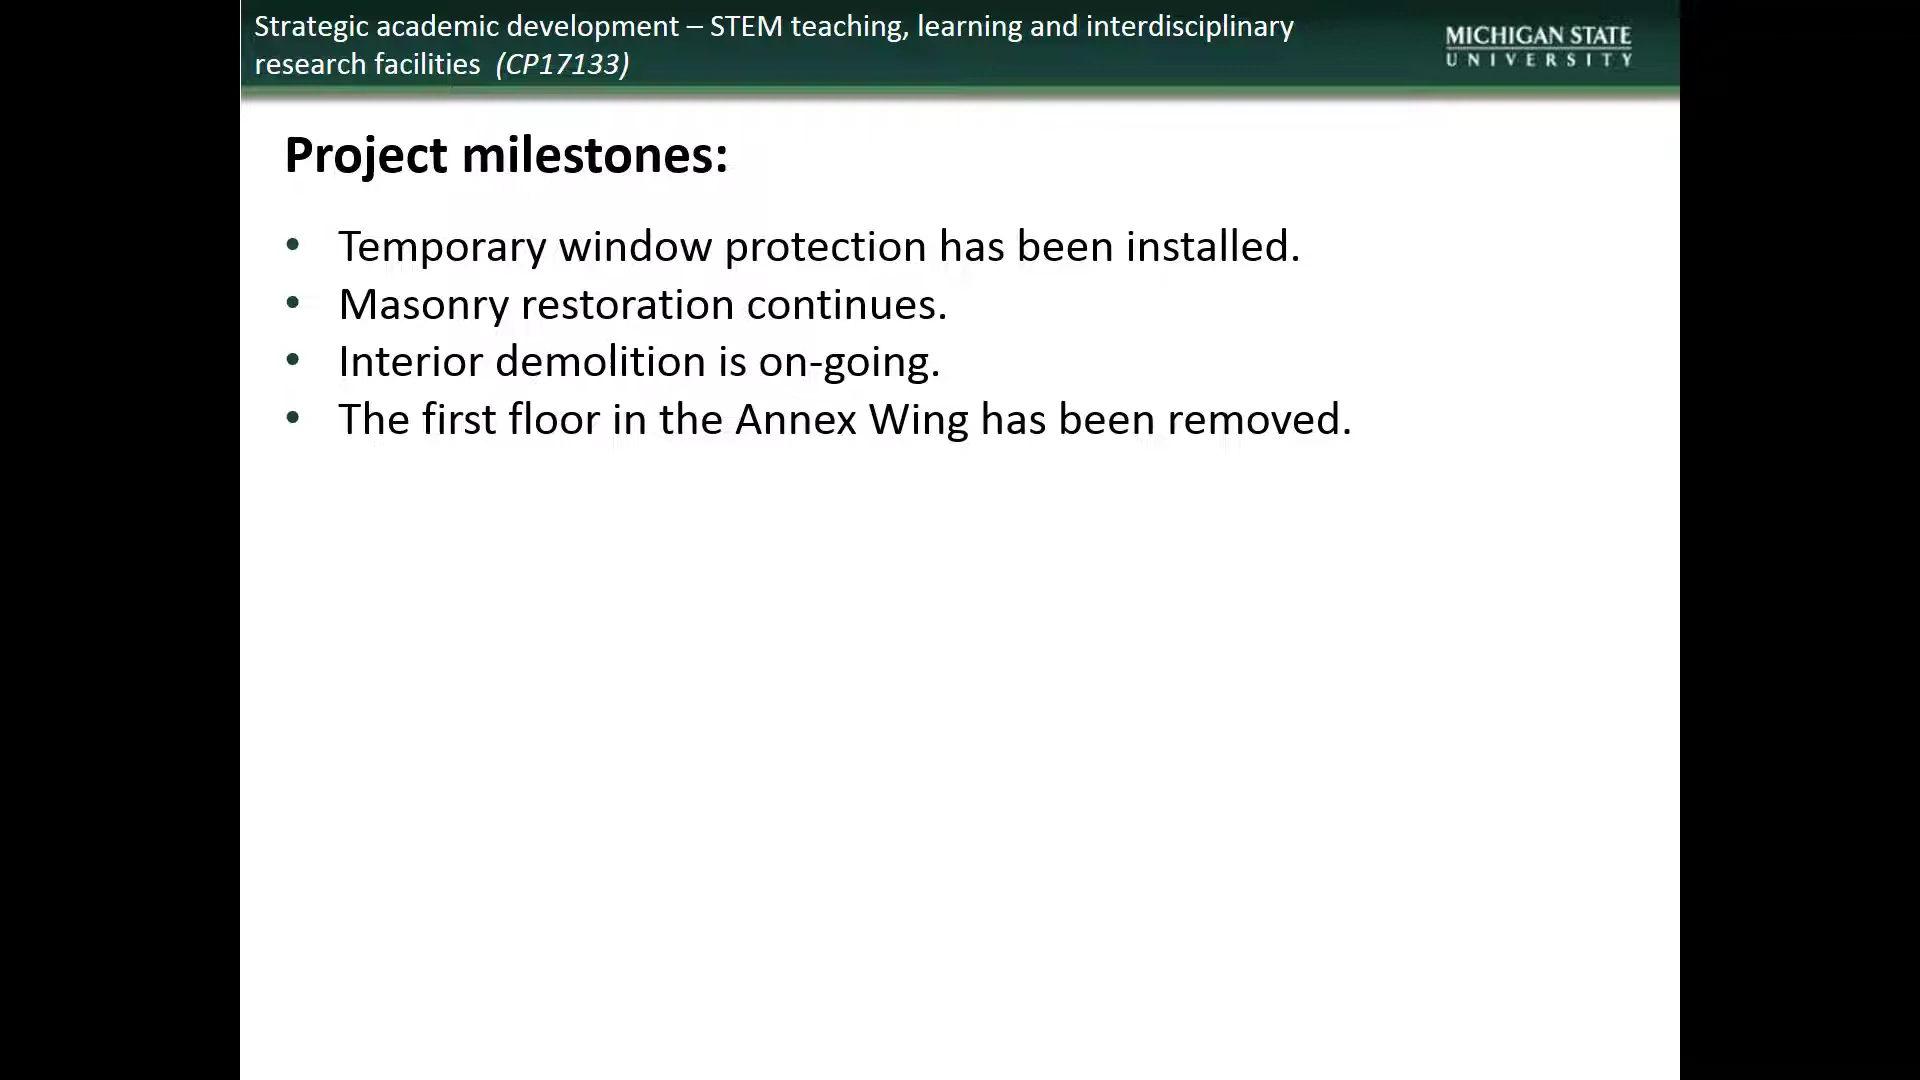 Strategic academic development – STEM teaching, learning and interdisciplinary
research facilities (CP17133)
MICHIGAN STATE
UNIVERSITY
Project milestones:
• Temporary window protection has been installed.
• Masonry restoration continues.
• Interior demolition is on-going.
• The first floor in the Annex Wing has been removed.